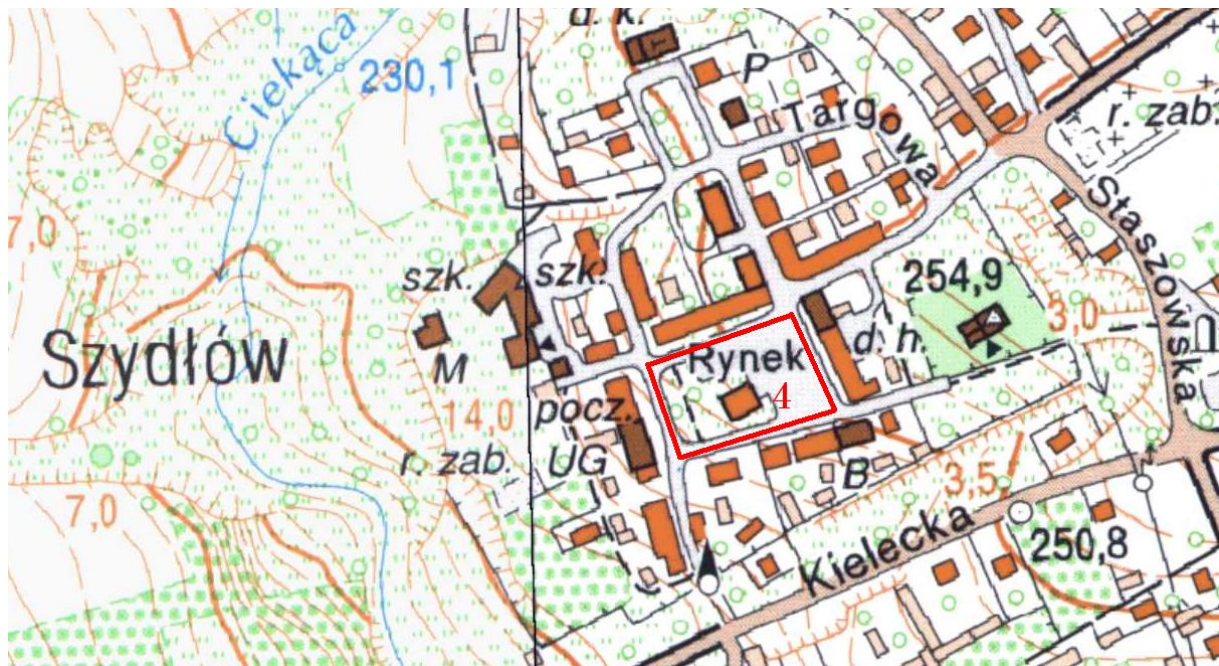 d. k.
Ciekąca
230,1
P
Targowa
r. zab.
7,0
Staszowska
szk.
szk.
254,9
3,0
Szydłów
M
Rynek
d. h.
4
14,0
pocz.
r. zab.
UG
B
3,5
7,0
Kielecka
250,8